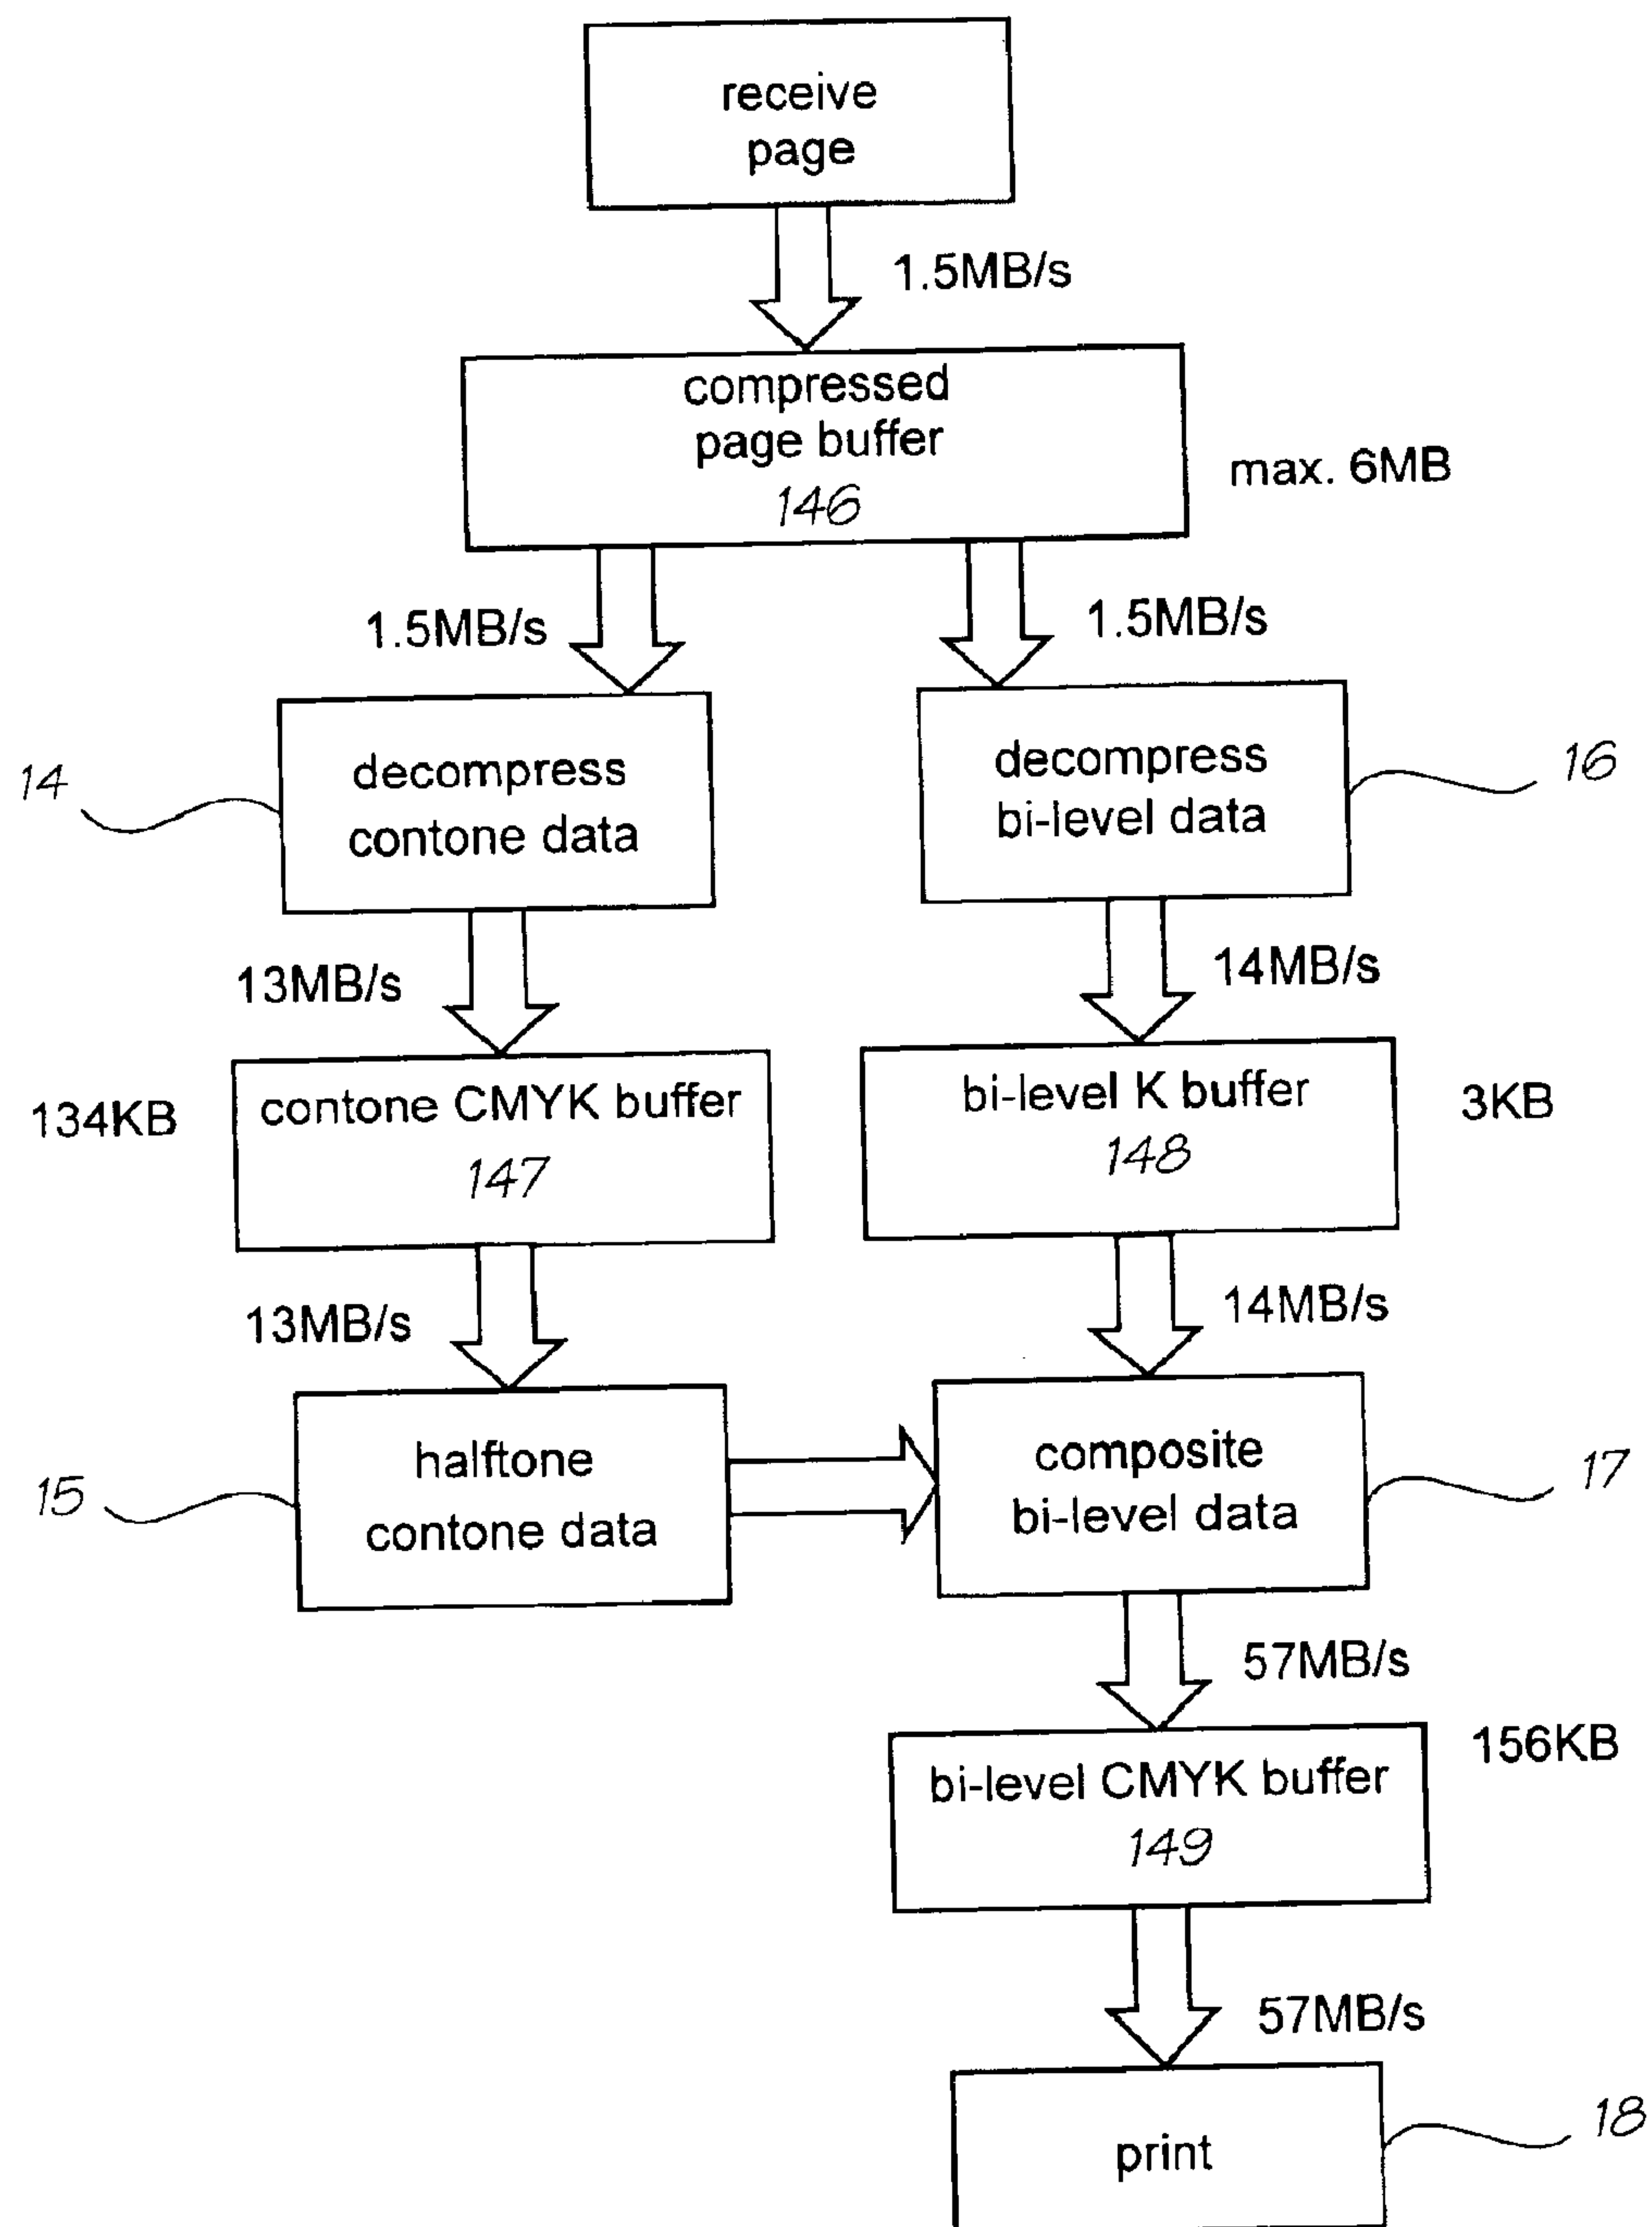 receive
page
1.5MB/s
compressed
page buffer
146
max. 6MB
1.5MB/s
1.5MB/s
14
decompress
contone data
decompress
bi-level data
16
13MB/s
14MB/s
134KB
contone CMYK buffer
147
bi-level K buffer
148
3KB
13MB/s
14MB/s
15
halftone
contone data
composite
bi-level data
17
57MB/s
156KB
bi-level CMYK buffer
149
57MB/s
print
18